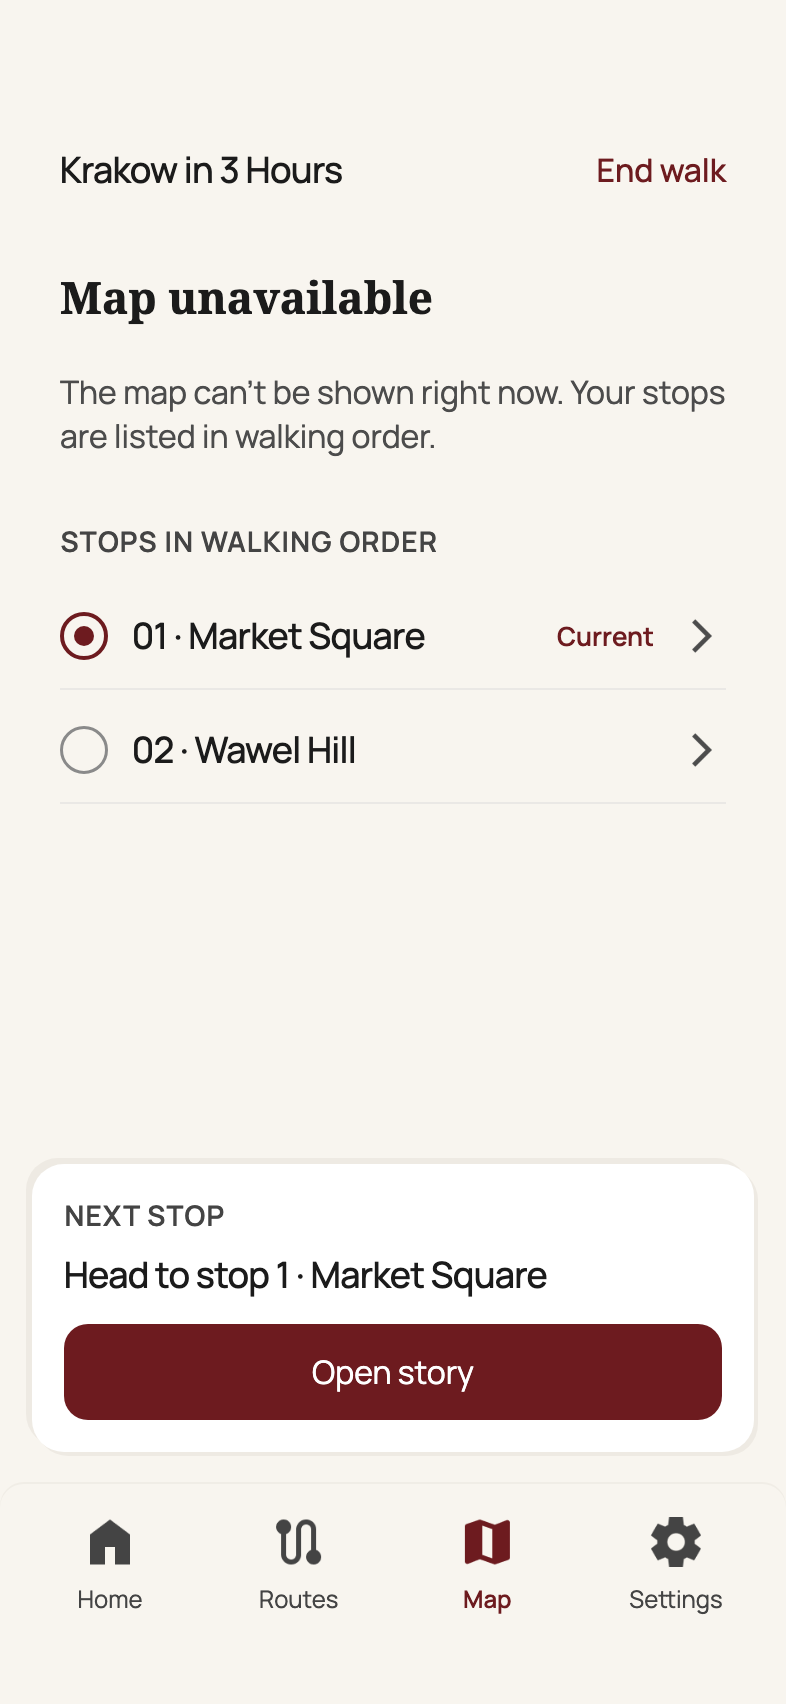 Krakow in 3 Hours
End walk
Map unavailable
The map can’t be shown right now. Your stops
are listed in walking order.
STOPS IN WALKING ORDER
01 · Market Square
Current
02 · Wawel Hill
NEXT STOP
Head to stop 1 · Market Square
Open story
Home
Routes
Map
Settings